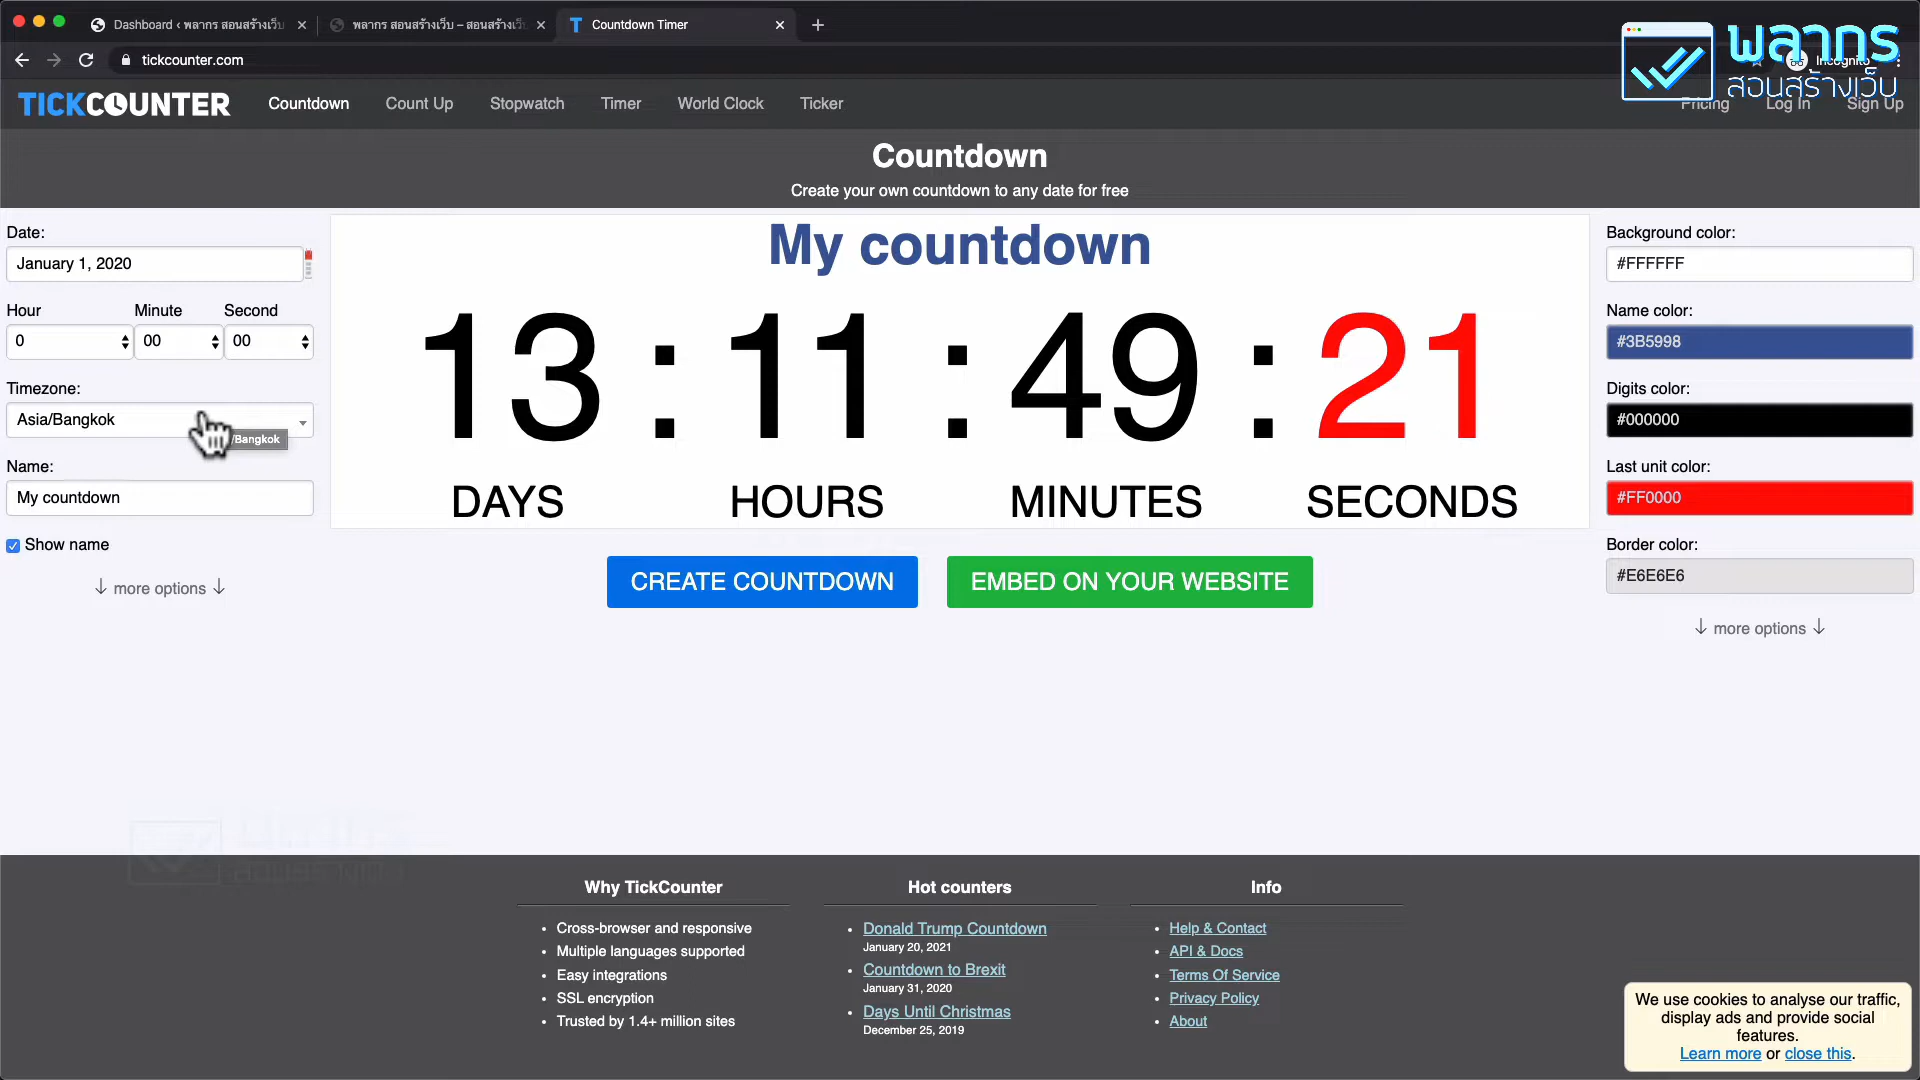 Dashboard ‹ พลากร สอนสร้างเว็บ
พลากร สอนสร้างเว็บ – สอนสร้างเว็
Countdown Timer
tickcounter.com
Incognito
พลากร
สอนสร้างเว็บ
TICKCOUNTER
Countdown
Count Up
Stopwatch
Timer
World Clock
Ticker
Pricing
Log In
Sign Up
Countdown
Create your own countdown to any date for free
Date:
January 1, 2020
Hour Minute Second
0 00 00
Timezone:
Asia/Bangkok
/Bangkok
Name:
My countdown
Show name
↓ more options ↓
My countdown
13 : 11 : 49 : 21
DAYS HOURS MINUTES SECONDS
CREATE COUNTDOWN
EMBED ON YOUR WEBSITE
Background color:
#FFFFFF
Name color:
#3B5998
Digits color:
#000000
Last unit color:
#FF0000
Border color:
#E6E6E6
↓ more options ↓
Why TickCounter
• Cross-browser and responsive
• Multiple languages supported
• Easy integrations
• SSL encryption
• Trusted by 1.4+ million sites
Hot counters
• Donald Trump Countdown
January 20, 2021
• Countdown to Brexit
January 31, 2020
• Days Until Christmas
December 25, 2019
Info
• Help & Contact
• API & Docs
• Terms Of Service
• Privacy Policy
• About
We use cookies to analyse our traffic,
display ads and provide social
features.
Learn more or close this.